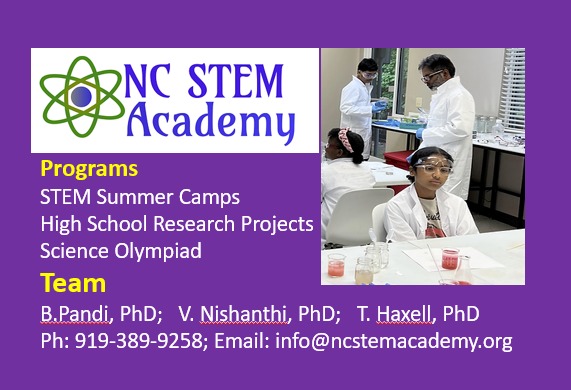 NC STEM
Academy
Programs
STEM Summer Camps
High School Research Projects
Science Olympiad
Team
B.Pandi, PhD;   V. Nishanthi, PhD;   T. Haxell, PhD
Ph: 919-389-9258; Email: info@ncstemacademy.org